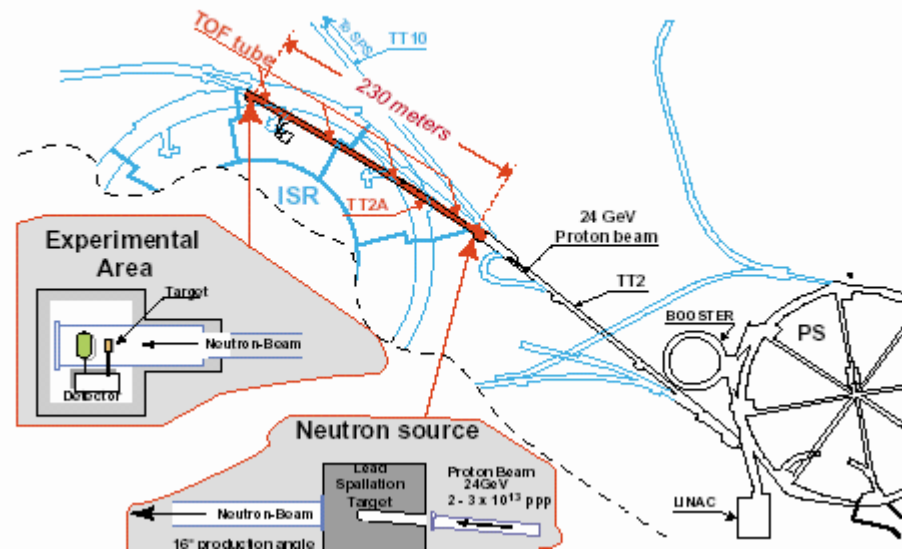 To SPS
TT10
TOF tube
230 meters
ISR
TT2A
24 GeV
Proton beam
TT2
BOOSTER
PS
LINAC
Experimental
Area
Target
Neutron-Beam
Detector
Neutron source
Lead
Spallation
Target
Proton Beam
24GeV
2 - 3 x 10¹³ ppp
Neutron-Beam
16° production angle